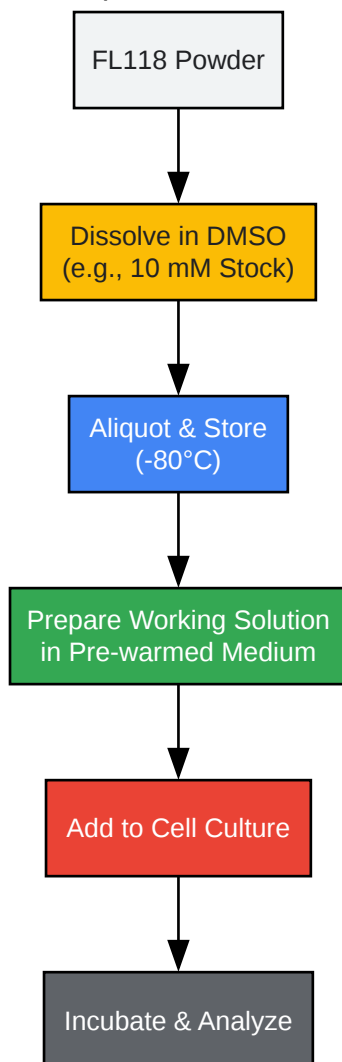 FL118 Powder
Dissolve in DMSO
(e.g., 10 mM Stock)
Aliquot & Store
(-80°C)
Prepare Working Solution
in Pre-warmed Medium
Add to Cell Culture
Incubate & Analyze